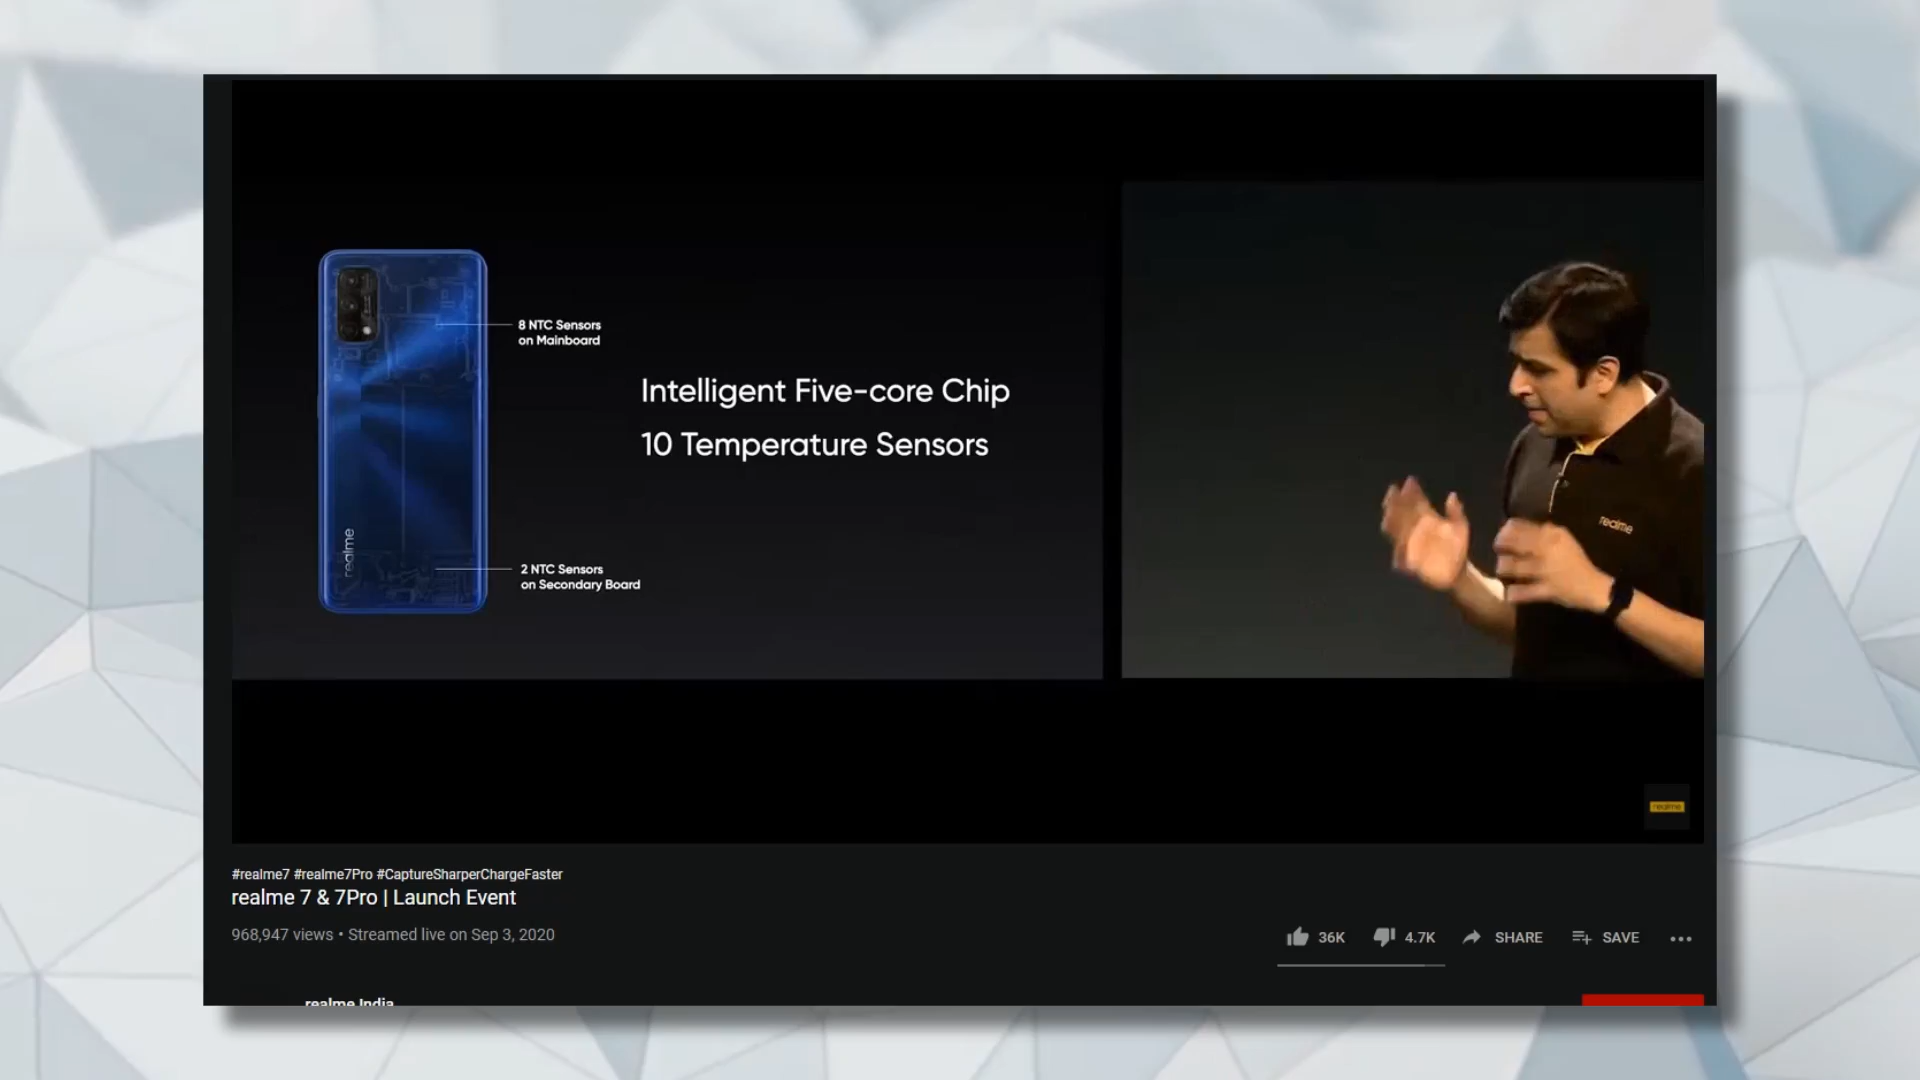 8 NTC Sensors
on Mainboard
Intelligent Five-core Chip
10 Temperature Sensors
realme
2 NTC Sensors
on Secondary Board
realme
realme
#realme7 #realme7Pro #CaptureSharperChargeFaster
realme 7 & 7Pro | Launch Event
968,947 views • Streamed live on Sep 3, 2020
36K 4.7K SHARE SAVE
realme India